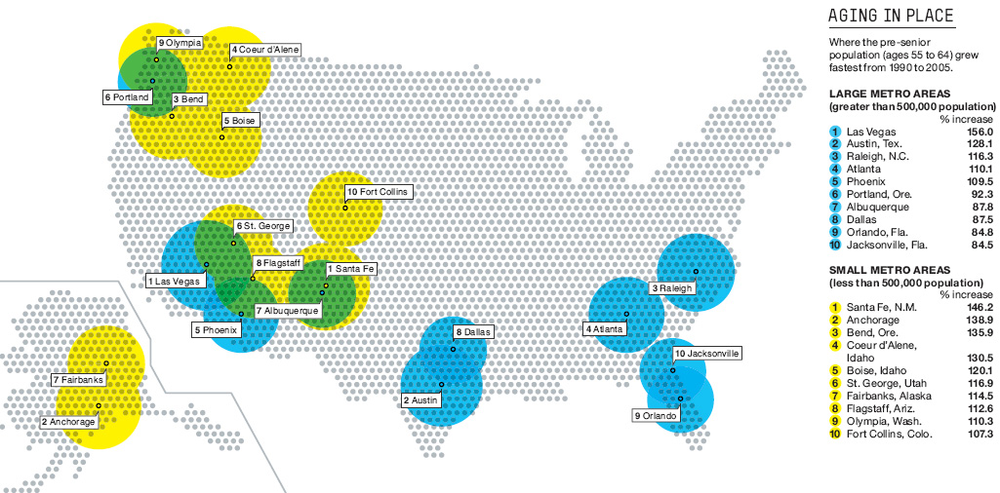 AGING IN PLACE
Where the pre-senior
population (ages 55 to 64) grew
fastest from 1990 to 2005.
LARGE METRO AREAS
(greater than 500,000 population)
% increase
1 Las Vegas 156.0
2 Austin, Tex. 128.1
3 Raleigh, N.C. 116.3
4 Atlanta 110.1
5 Phoenix 109.5
6 Portland, Ore. 92.3
7 Albuquerque 87.8
8 Dallas 87.5
9 Orlando, Fla. 84.8
10 Jacksonville, Fla. 84.5
SMALL METRO AREAS
(less than 500,000 population)
% increase
1 Santa Fe, N.M. 146.2
2 Anchorage 138.9
3 Bend, Ore. 135.9
4 Coeur d'Alene,
Idaho 130.5
5 Boise, Idaho 120.1
6 St. George, Utah 116.9
7 Fairbanks, Alaska 114.5
8 Flagstaff, Ariz. 112.6
9 Olympia, Wash. 110.3
10 Fort Collins, Colo. 107.3
9 Olympia
4 Coeur d'Alene
6 Portland
3 Bend
5 Boise
10 Fort Collins
6 St. George
8 Flagstaff
1 Santa Fe
1 Las Vegas
7 Albuquerque
5 Phoenix
3 Raleigh
4 Atlanta
8 Dallas
10 Jacksonville
2 Austin
9 Orlando
7 Fairbanks
2 Anchorage